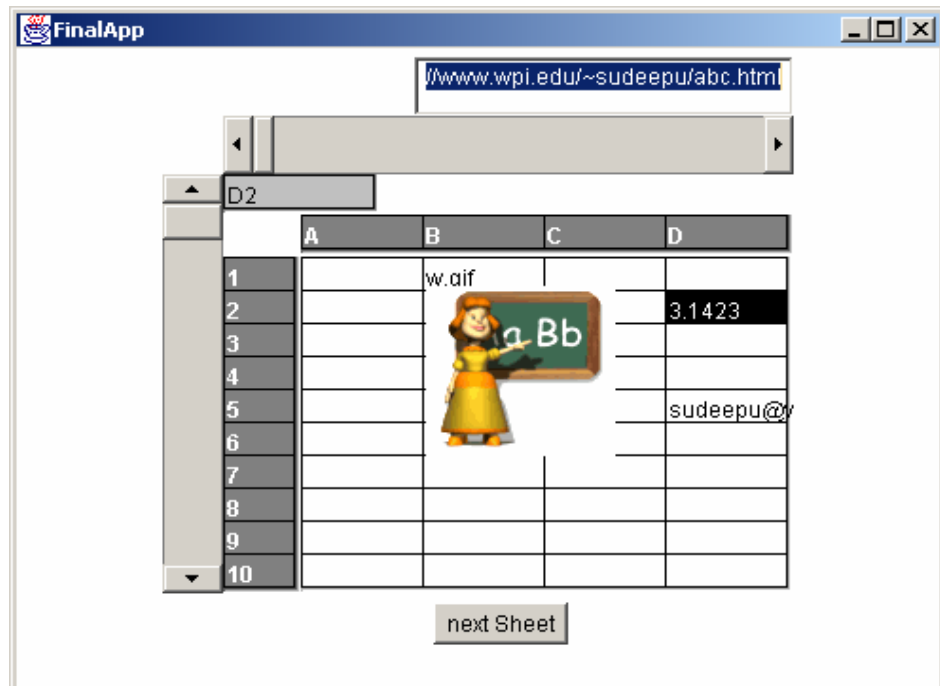 FinalApp
//www.wpi.edu/~sudeepu/abc.html
D2
A B C D
1 w.gif
2 3.1423
a Bb
3
4
5 sudeepu@
6
7
8
9
10
next Sheet